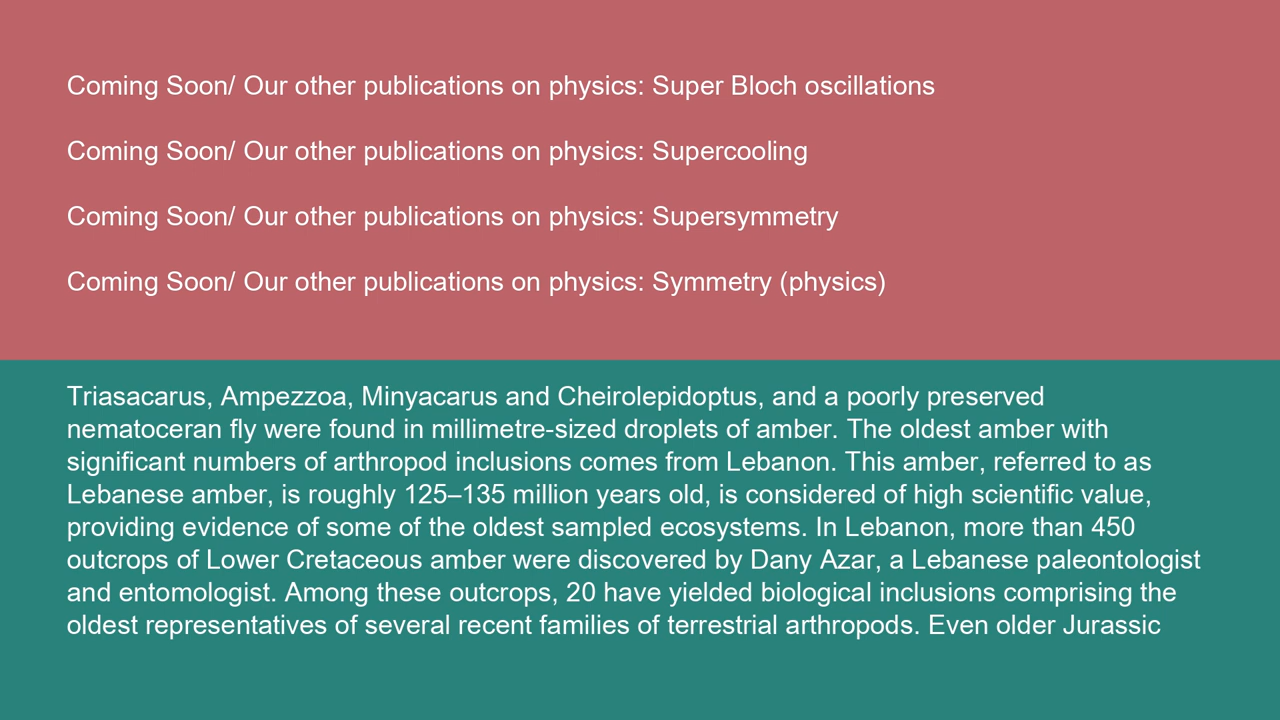 Coming Soon/ Our other publications on physics: Super Bloch oscillations
Coming Soon/ Our other publications on physics: Supercooling
Coming Soon/ Our other publications on physics: Supersymmetry
Coming Soon/ Our other publications on physics: Symmetry (physics)
Triasacarus, Ampezzoa, Minyacarus and Cheirolepidoptus, and a poorly preserved
nematoceran fly were found in millimetre-sized droplets of amber. The oldest amber with
significant numbers of arthropod inclusions comes from Lebanon. This amber, referred to as
Lebanese amber, is roughly 125–135 million years old, is considered of high scientific value,
providing evidence of some of the oldest sampled ecosystems. In Lebanon, more than 450
outcrops of Lower Cretaceous amber were discovered by Dany Azar, a Lebanese paleontologist
and entomologist. Among these outcrops, 20 have yielded biological inclusions comprising the
oldest representatives of several recent families of terrestrial arthropods. Even older Jurassic